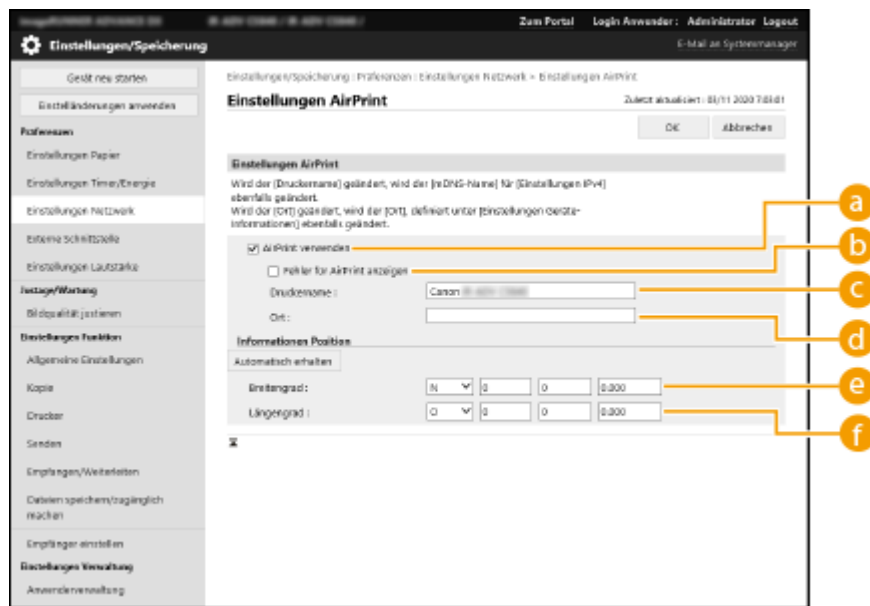 Zum Portal Login Anwender: Administrator Logout
Einstellungen/Speicherung
E-Mail an Systemmanager
Gerät neu starten
Einstelländerungen anwenden
Präferenzen
Einstellungen Papier
Einstellungen Timer/Energie
Einstellungen Netzwerk
Externe Schnittstelle
Einstellungen Lautstärke
Justage/Wartung
Bildqualität justieren
Einstellungen Funktion
Allgemeine Einstellungen
Kopie
Drucker
Senden
Empfangen/Weiterleiten
Dateien speichern/zugänglich
machen
Empfänger einstellen
Einstellungen Verwaltung
Anwenderverwaltung
Einstellungen/Speicherung : Präferenzen : Einstellungen Netzwerk > Einstellungen AirPrint
Einstellungen AirPrint
Zuletzt aktualisiert :
OK
Abbrechen
Einstellungen AirPrint
Wird der [Druckername] geändert, wird der [mDNS-Name] für [Einstellungen IPv4]
ebenfalls geändert.
Wird der [Ort] geändert, wird der [Ort], definiert unter [Einstellungen Geräte-
informationen] ebenfalls geändert.
AirPrint verwenden
Fehler für AirPrint anzeigen
Druckername :
Canon
Ort :
Informationen Position
Automatisch erhalten
Breitengrad :
N 0 0 0.000
Längengrad :
O 0 0 0.000
a
b
c
d
e
f